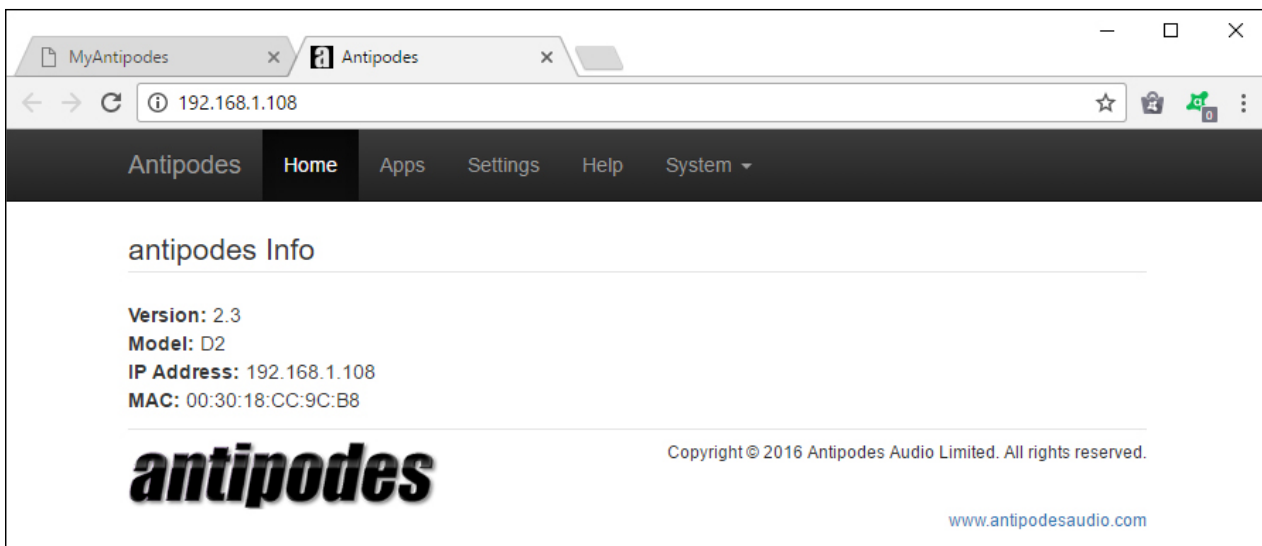 MyAntipodes
Antipodes
192.168.1.108
0
Antipodes Home Apps Settings Help System
antipodes Info
Version: 2.3
Model: D2
IP Address: 192.168.1.108
MAC: 00:30:18:CC:9C:B8
antipodes
Copyright © 2016 Antipodes Audio Limited. All rights reserved.
www.antipodesaudio.com